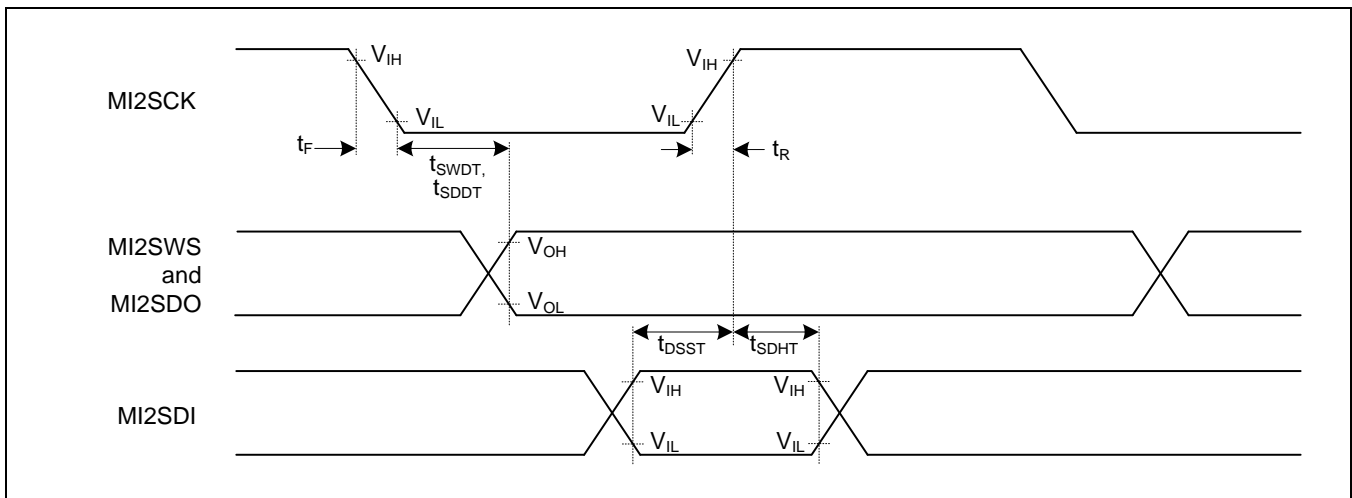 MI2SCK
VIH
VIL
VIH
VIL
tF
tSWDT,
tSDDT
tR
MI2SWS
and
MI2SDO
VOH
VOL
tDSST
tSDHT
MI2SDI
VIH
VIH
VIL
VIL